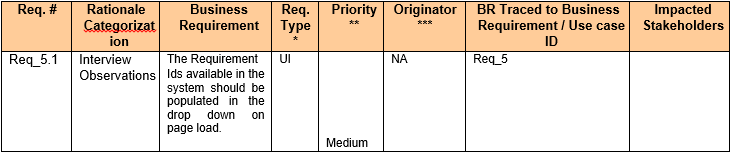 Req. # Rationale Business Req. Priority Originator BR Traced to Business Impacted
Categorizat Requirement Type ** *** Requirement / Use case Stakeholders
ion * ID
Req_5.1 Interview The Requirement UI NA Req_5
Observations Ids available in the
system should be
populated in the
drop down on
page load.
Medium